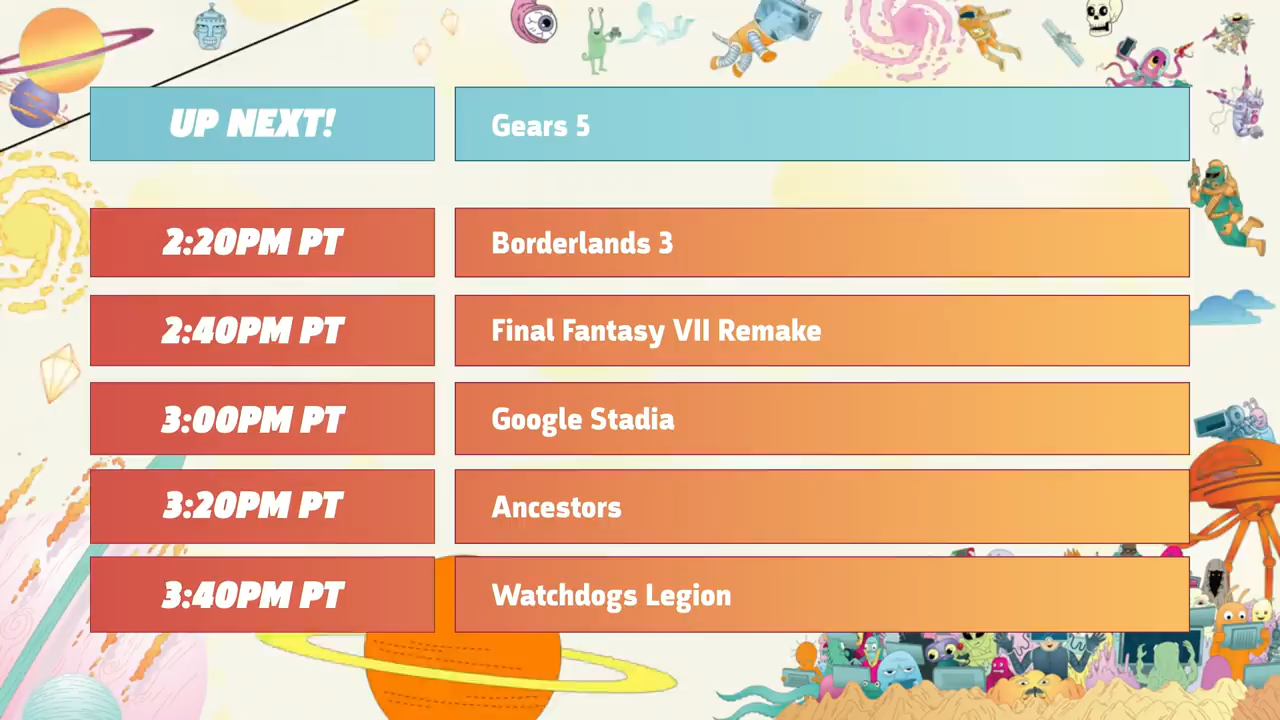 UP NEXT! Gears 5
2:20PM PT Borderlands 3
2:40PM PT Final Fantasy VII Remake
3:00PM PT Google Stadia
3:20PM PT Ancestors
3:40PM PT Watchdogs Legion